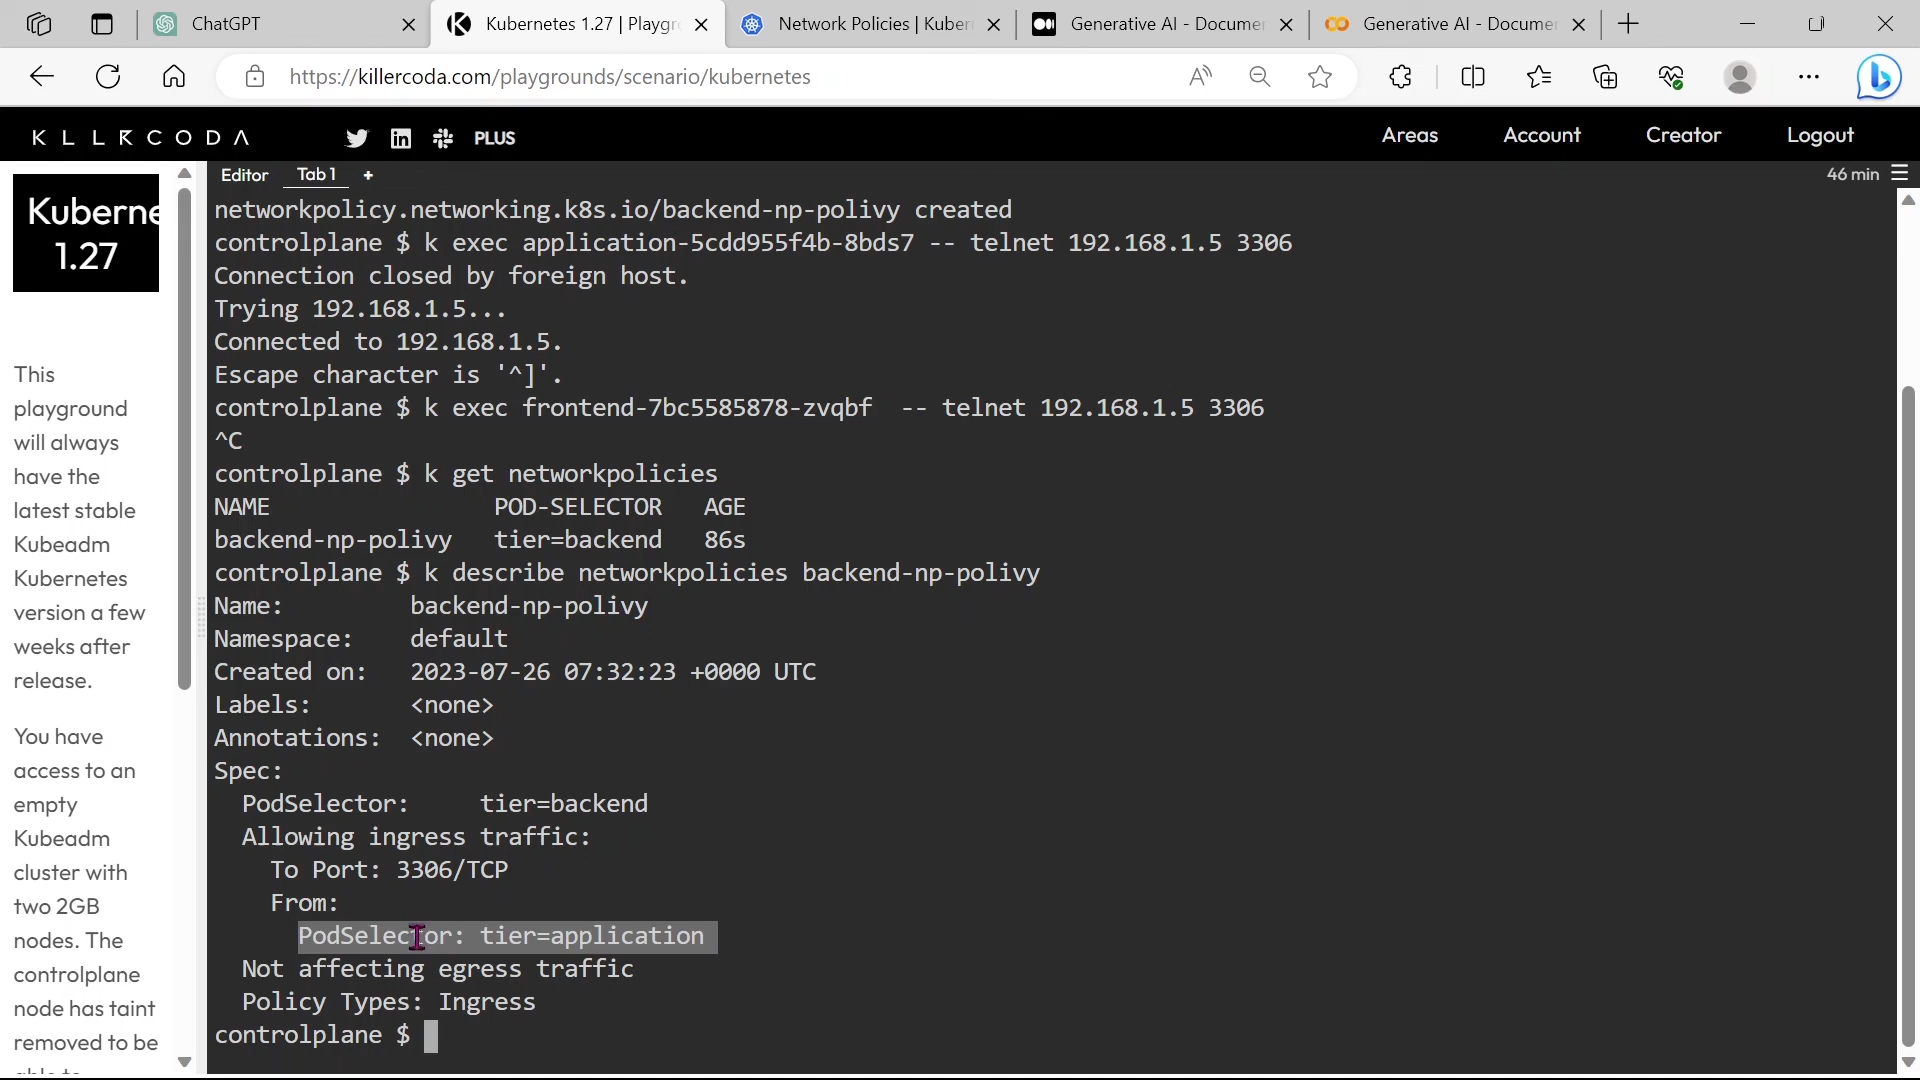 ChatGPT
Kubernetes 1.27 | Playgr
Network Policies | Kuber
Generative AI - Documer
Generative AI - Documer
https://killercoda.com/playgrounds/scenario/kubernetes
KLLRCODA
PLUS
Areas
Account
Creator
Logout
Editor
Tab 1
+
46 min
Kuberne
1.27
This
playground
will always
have the
latest stable
Kubeadm
Kubernetes
version a few
weeks after
release.
You have
access to an
empty
Kubeadm
cluster with
two 2GB
nodes. The
controlplane
node has taint
removed to be
able to
networkpolicy.networking.k8s.io/backend-np-polivy created
controlplane $ k exec application-5cdd955f4b-8bds7 -- telnet 192.168.1.5 3306
Connection closed by foreign host.
Trying 192.168.1.5...
Connected to 192.168.1.5.
Escape character is '^]'.
controlplane $ k exec frontend-7bc5585878-zvqbf  -- telnet 192.168.1.5 3306
^C
controlplane $ k get networkpolicies
NAME                POD-SELECTOR   AGE
backend-np-polivy   tier=backend   86s
controlplane $ k describe networkpolicies backend-np-polivy
Name:         backend-np-polivy
Namespace:    default
Created on:   2023-07-26 07:32:23 +0000 UTC
Labels:       <none>
Annotations:  <none>
Spec:
  PodSelector:     tier=backend
  Allowing ingress traffic:
    To Port: 3306/TCP
    From:
      PodSelector: tier=application
  Not affecting egress traffic
  Policy Types: Ingress
controlplane $